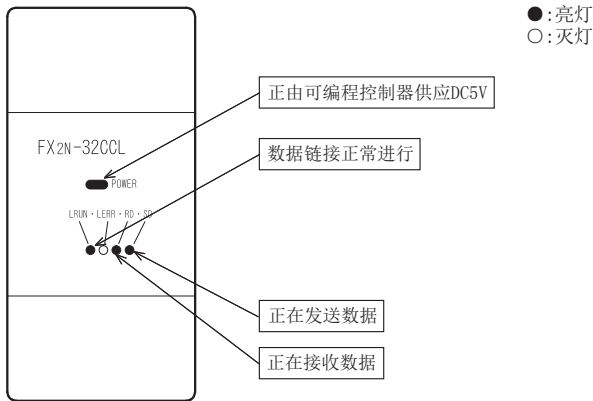 ●:亮灯
○:灭灯
正由可编程控制器供应DC5V
数据链接正常进行
FX2N-32CCL
POWER
LRUN・LERR・RD・SD
正在发送数据
正在接收数据